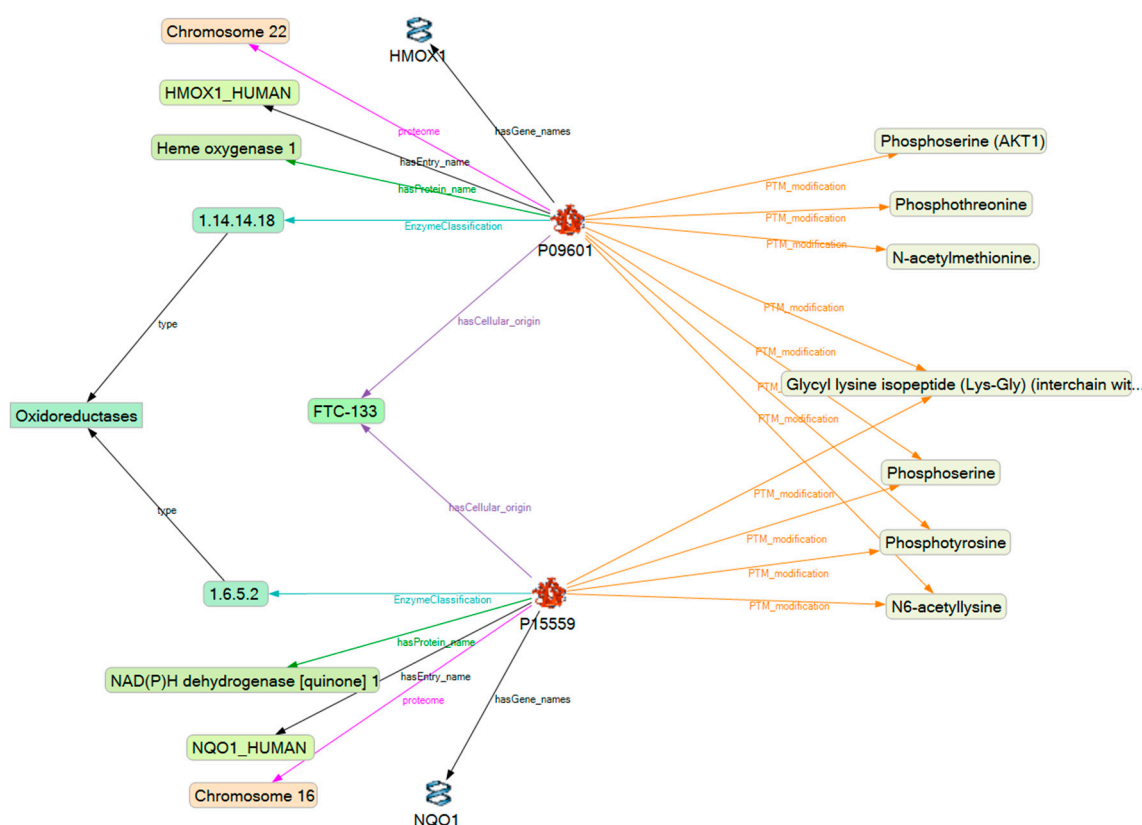 Chromosome 22
HMOX1
HMOX1_HUMAN
proteome
hasGene_names
Phosphoserine (AKT1)
Heme oxygenase 1
hasEntry_name
PTM_modification
hasProtein_name
Phosphothreonine
1.14.14.18
EnzymeClassification
PTM_modification
P09601
PTM_modification
N-acetylmethionine.
PTM_modification
type
hasCellular_origin
PTM_modification
PTM_modification
Glycyl lysine isopeptide (Lys-Gly) (interchain wit...
Oxidoreductases
FTC-133
PTM_modification
Phosphoserine
PTM_modification
type
hasCellular_origin
PTM_modification
Phosphotyrosine
PTM_modification
1.6.5.2
EnzymeClassification
PTM_modification
N6-acetyllysine
P15559
hasProtein_name
NAD(P)H dehydrogenase [quinone] 1
hasEntry_name
proteome
hasGene_names
NQO1_HUMAN
Chromosome 16
NQO1